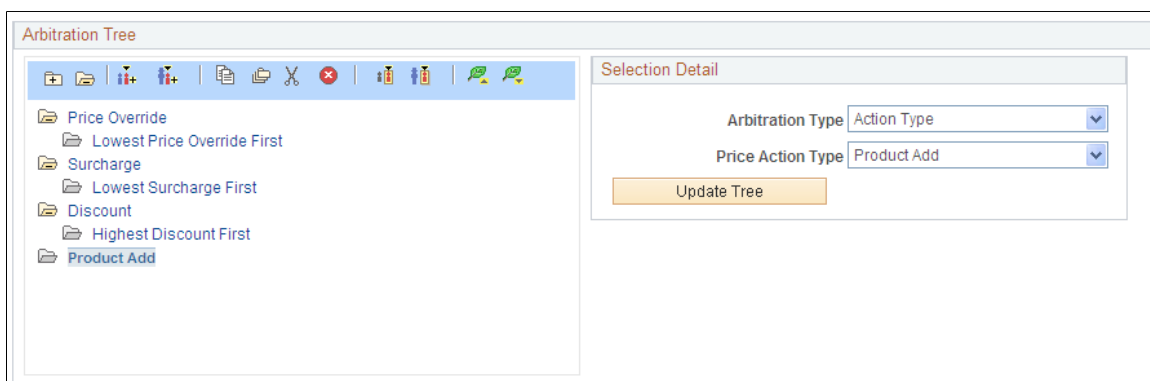 Arbitration Tree
Selection Detail
Price Override
Lowest Price Override First
Surcharge
Lowest Surcharge First
Discount
Highest Discount First
Product Add
Arbitration Type Action Type
Price Action Type Product Add
Update Tree